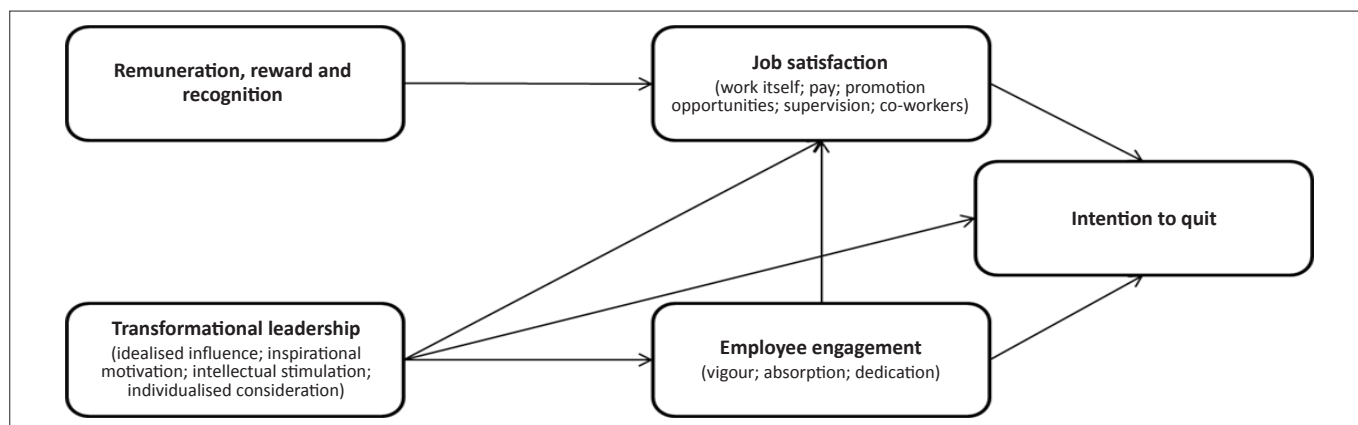 Remuneration, reward and
recognition
Job satisfaction
(work itself; pay; promotion
opportunities; supervision; co-workers)
Intention to quit
Transformational leadership
(idealised influence; inspirational
motivation; intellectual stimulation;
individualised consideration)
Employee engagement
(vigour; absorption; dedication)